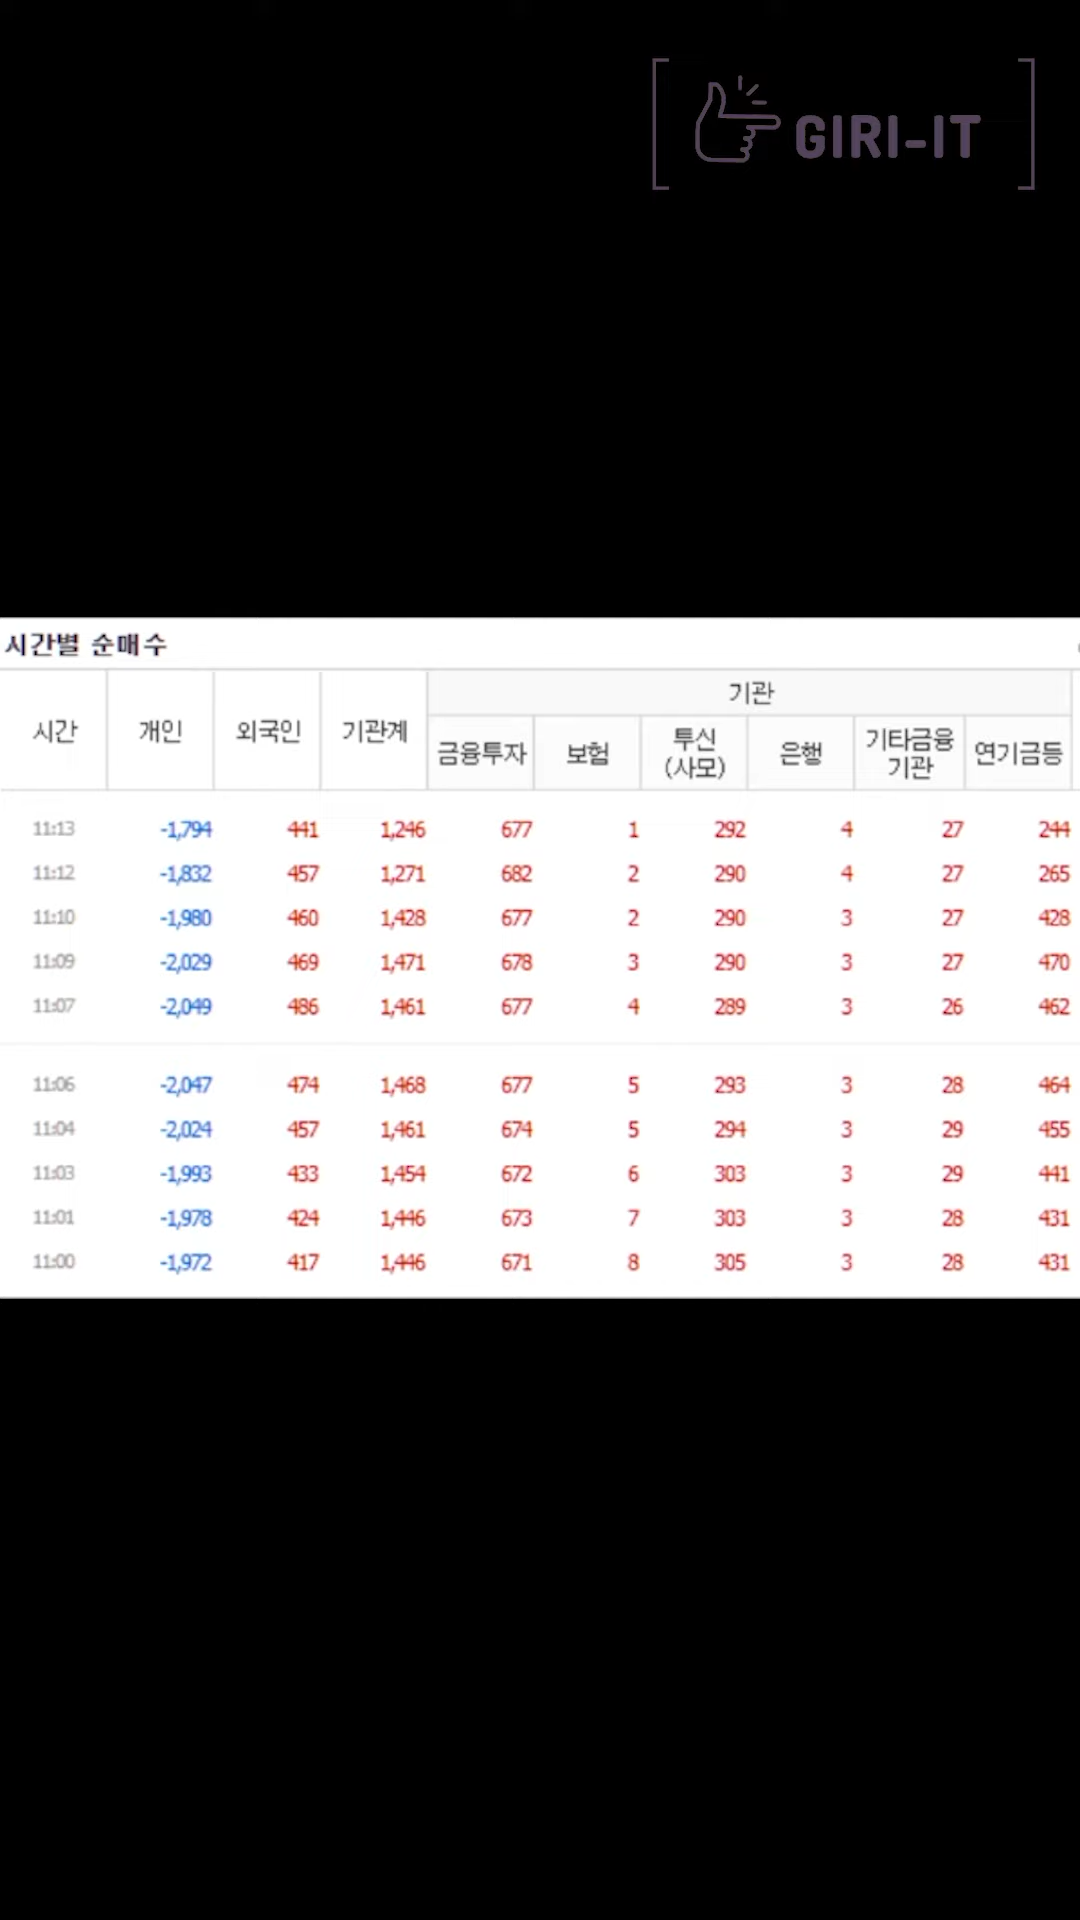 GIRI-IT
시간별 순매수
시간 개인 외국인 기관계 기관
금융투자 보험 투신 (사모) 은행 기타금융 기관 연기금등
11:13 -1,794 441 1,246 677 1 292 4 27 244
11:12 -1,832 457 1,271 682 2 290 4 27 265
11:10 -1,980 460 1,428 677 2 290 3 27 428
11:09 -2,029 469 1,471 678 3 290 3 27 470
11:07 -2,049 486 1,461 677 4 289 3 26 462
11:06 -2,047 474 1,468 677 5 293 3 28 464
11:04 -2,024 457 1,461 674 5 294 3 29 455
11:03 -1,993 433 1,454 672 6 303 3 29 441
11:01 -1,978 424 1,446 673 7 303 3 28 431
11:00 -1,972 417 1,446 671 8 305 3 28 431